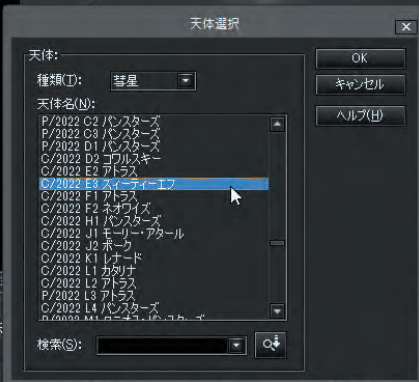 天体選択
天体:
OK
種類(T):
彗星
キャンセル
天体名(N):
ヘルプ(H)
P/2022 C2 パンスターズ
P/2022 C3 パンスターズ
P/2022 D1 パンスターズ
C/2022 D2 コワルスキー
C/2022 E2 アトラス
C/2022 E3 ズィーティーエフ
C/2022 F1 アトラス
C/2022 F2 ネオワイズ
C/2022 H1 パンスターズ
C/2022 J1 モーリー・アタール
C/2022 J2 ボーク
C/2022 K1 レナード
C/2022 L1 カタリナ
C/2022 L2 アトラス
P/2022 L3 アトラス
C/2022 L4 パンスターズ
検索(S):